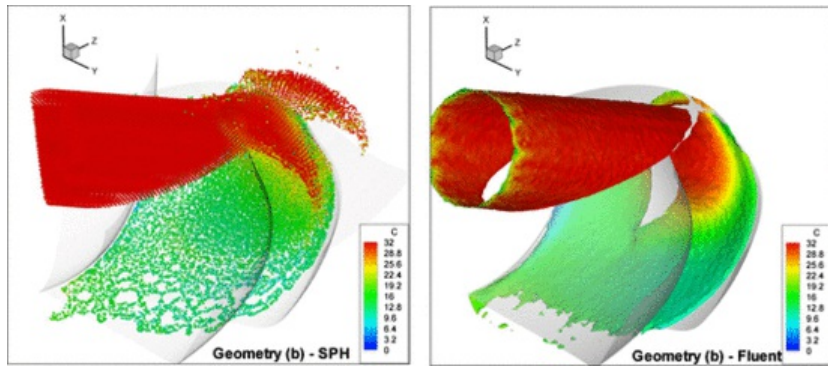 X
Z
Y
C
32
28.8
25.6
22.4
19.2
16
12.8
9.6
6.4
3.2
0
Geometry (b) - SPH
X
Z
Y
C
32
28.8
25.6
22.4
19.2
16
12.8
9.6
6.4
3.2
0
Geometry (b) - Fluent